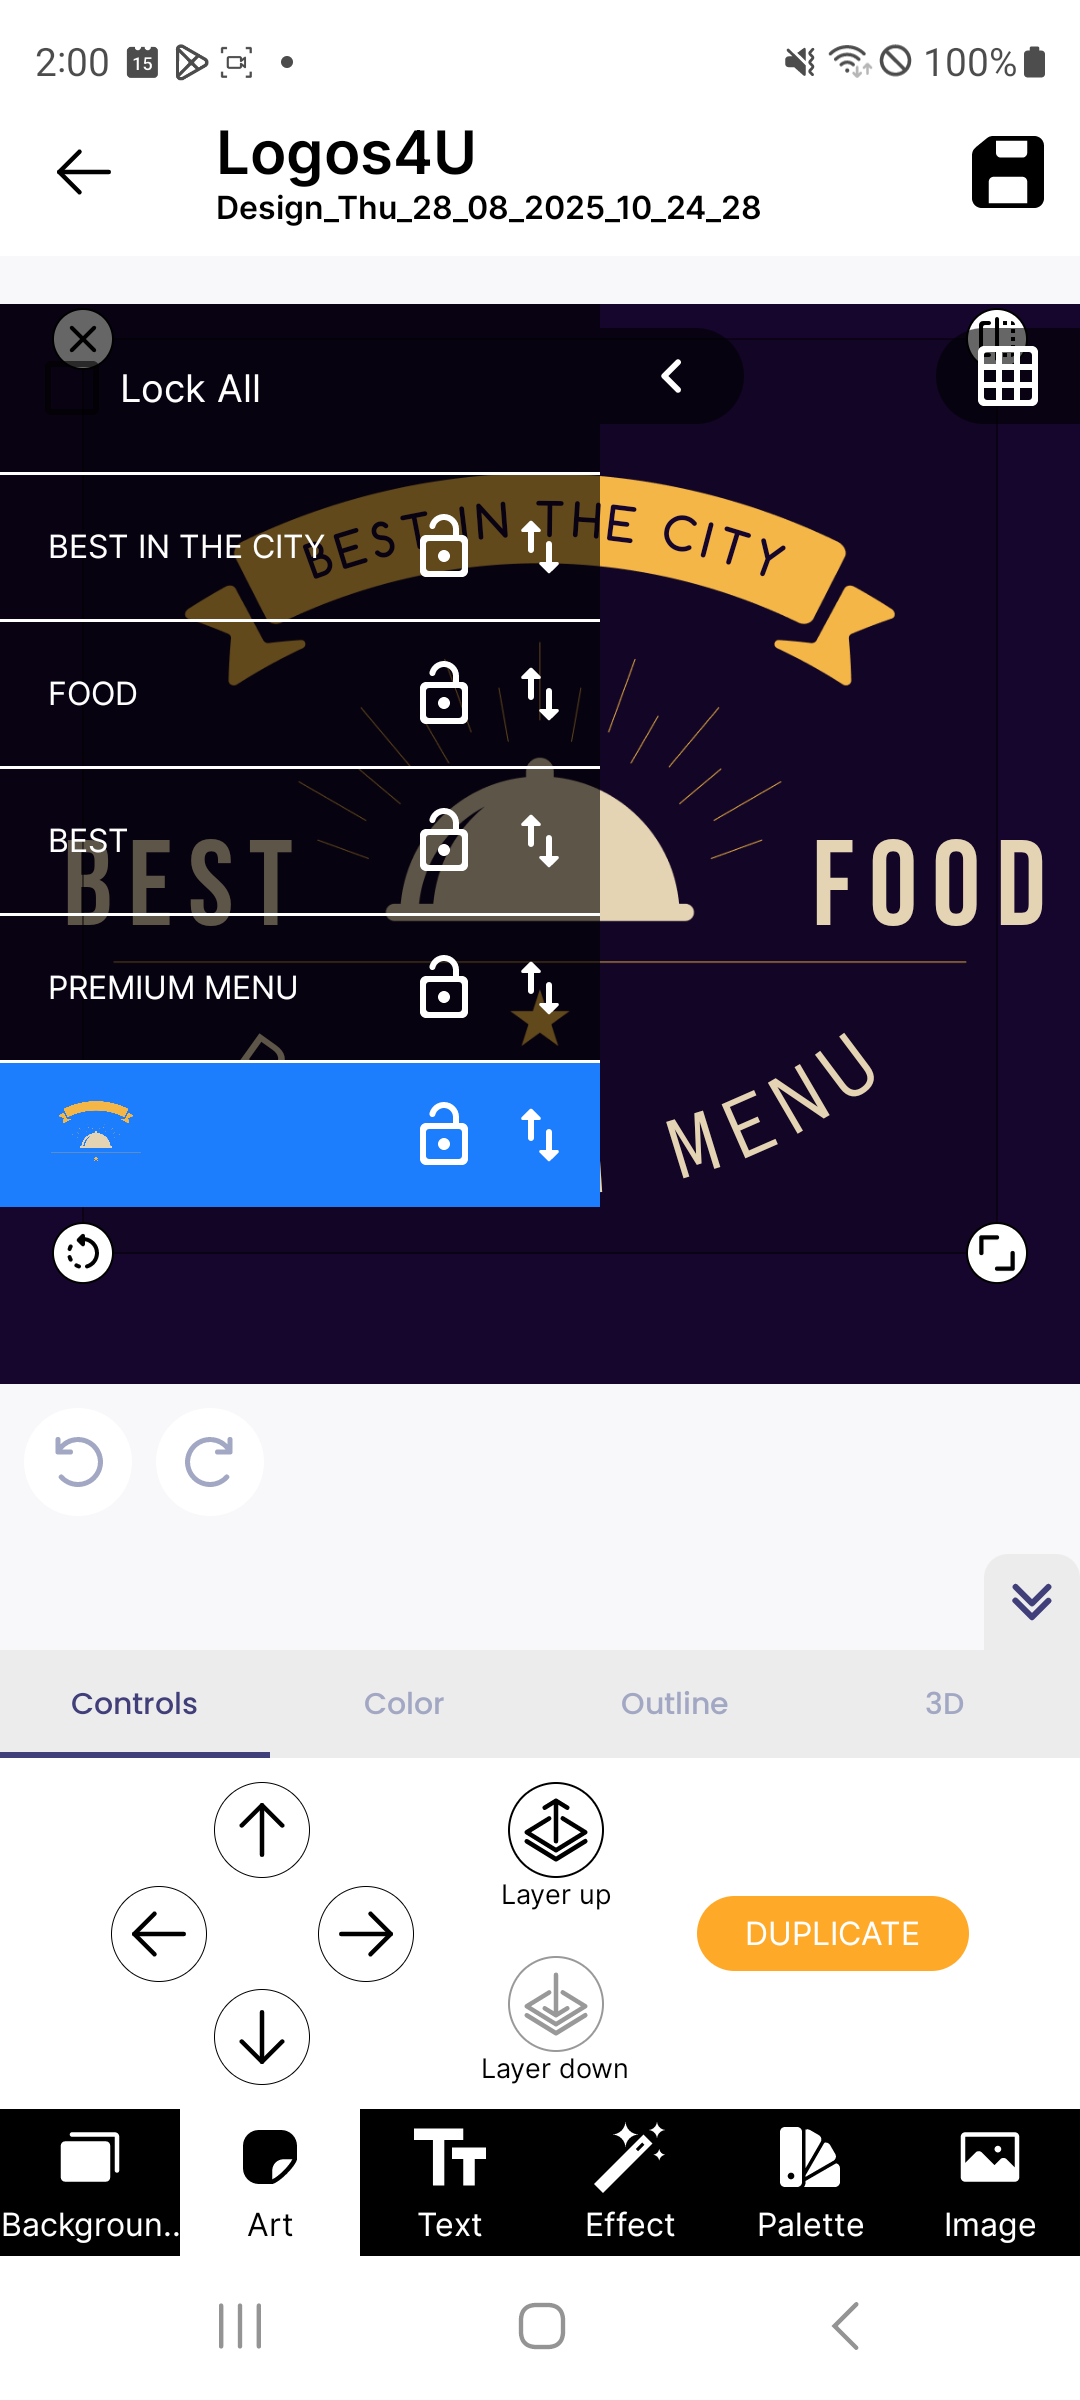 2:00
15
100%
Logos4U
Design_Thu_28_08_2025_10_24_28
Lock All
BEST IN THE CITY
BEST IN THE CITY
FOOD
BEST
BEST
FOOD
PREMIUM MENU
MENU
Controls
Color
Outline
3D
Layer up
DUPLICATE
Layer down
Backgroun..
Art
Text
Effect
Palette
Image